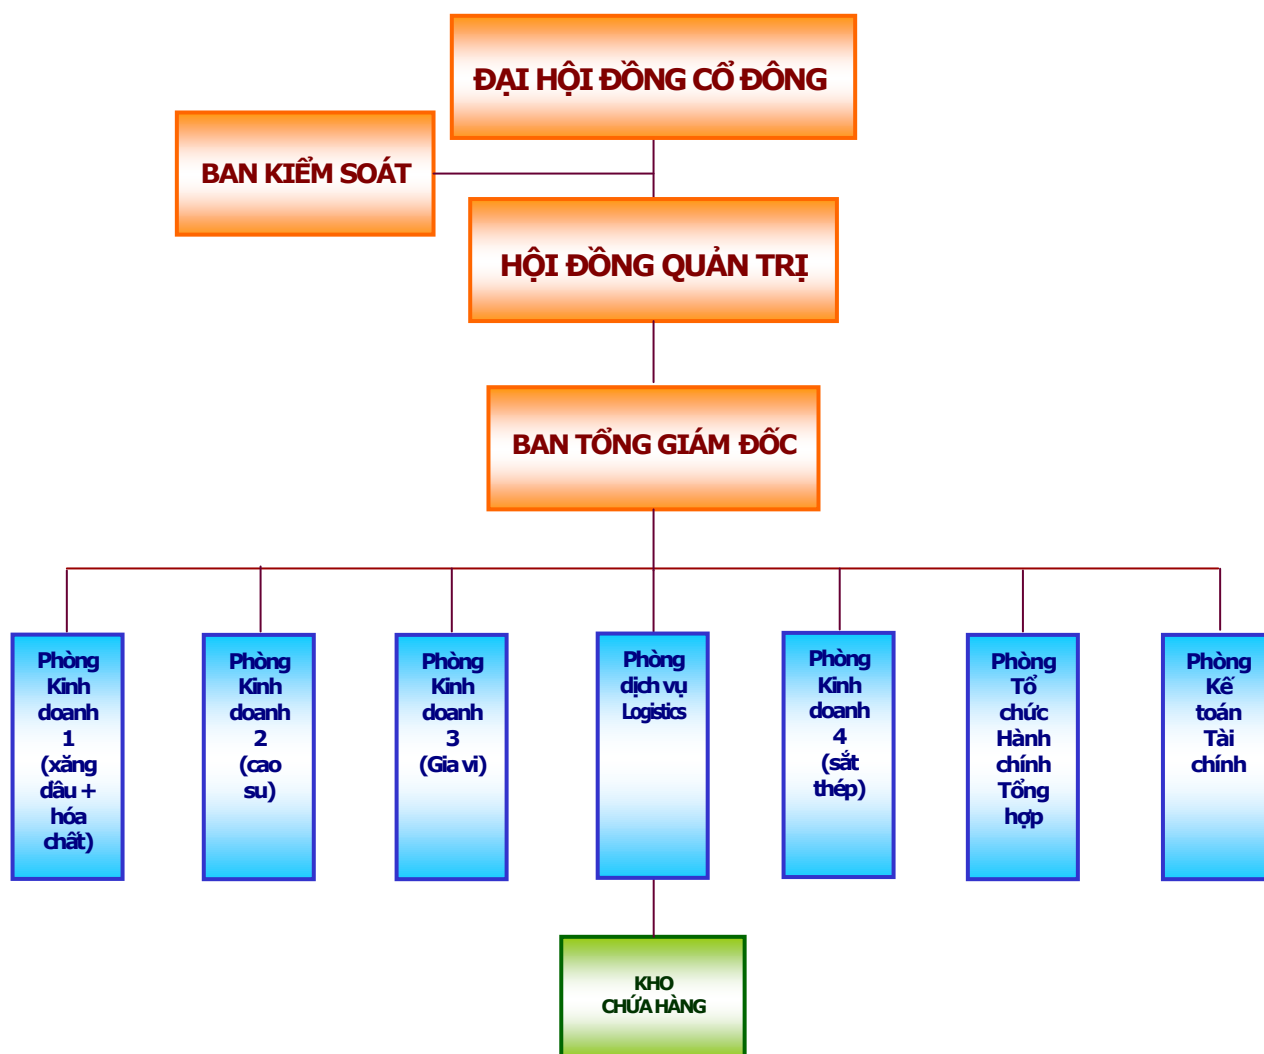 ĐẠI HỘI ĐỒNG CỔ ĐÔNG
BAN KIỂM SOÁT
HỘI ĐỒNG QUẢN TRỊ
BAN TỔNG GIÁM ĐỐC
Phòng
Kinh
doanh
1
(xăng
dầu +
hóa
chất)
Phòng
Kinh
doanh
2
(cao
su)
Phòng
Kinh
doanh
3
(Gia vi)
Phòng
dịch vụ
Logistics
Phòng
Kinh
doanh
4
(sắt
thép)
Phòng
Tổ
chức
Hành
chính
Tổng
hợp
Phòng
Kế
toán
Tài
chính
KHO
CHỨA HÀNG